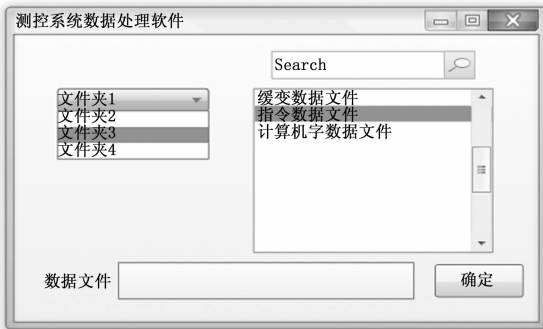 测控系统数据处理软件
Search
文件夹1
文件夹2
文件夹3
文件夹4
缓变数据文件
指令数据文件
计算机字数据文件
数据文件
确定